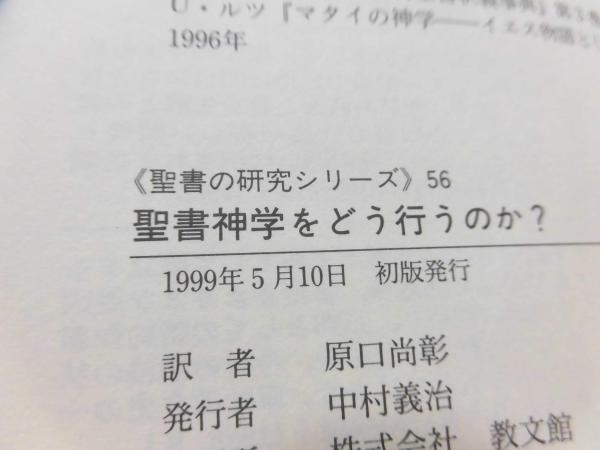 U・ルツ『マタイの神学――イエス物語と
1996年
《聖書の研究シリーズ》56
聖書神学をどう行うのか？
1999年5月10日　初版発行
訳　者　原口尚彰
発行者　中村義治
株式会社　教文館